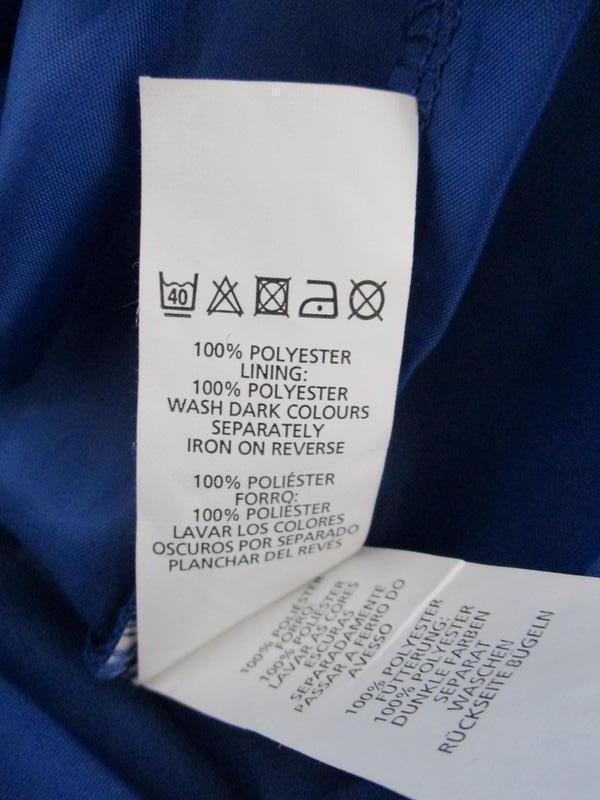 40
100% POLYESTER
LINING:
100% POLYESTER
WASH DARK COLOURS
SEPARATELY
IRON ON REVERSE
100% POLIÉSTER
FORRO:
100% POLIÉSTER
LAVAR LOS COLORES
OSCUROS POR SEPARADO
PLANCHAR DEL REVÉS
100% POLIÉSTER
FORRO:
100% POLIÉSTER
LAVAR AS CORES
ESCURAS
SEPARADAMENTE
PASSAR A FERRO DO
AVESSO
100% POLYESTER
FÜTTERUNG:
100% POLYESTER
DUNKLE FARBEN
SEPARAT
WASCHEN
RÜCKSEITE BÜGELN